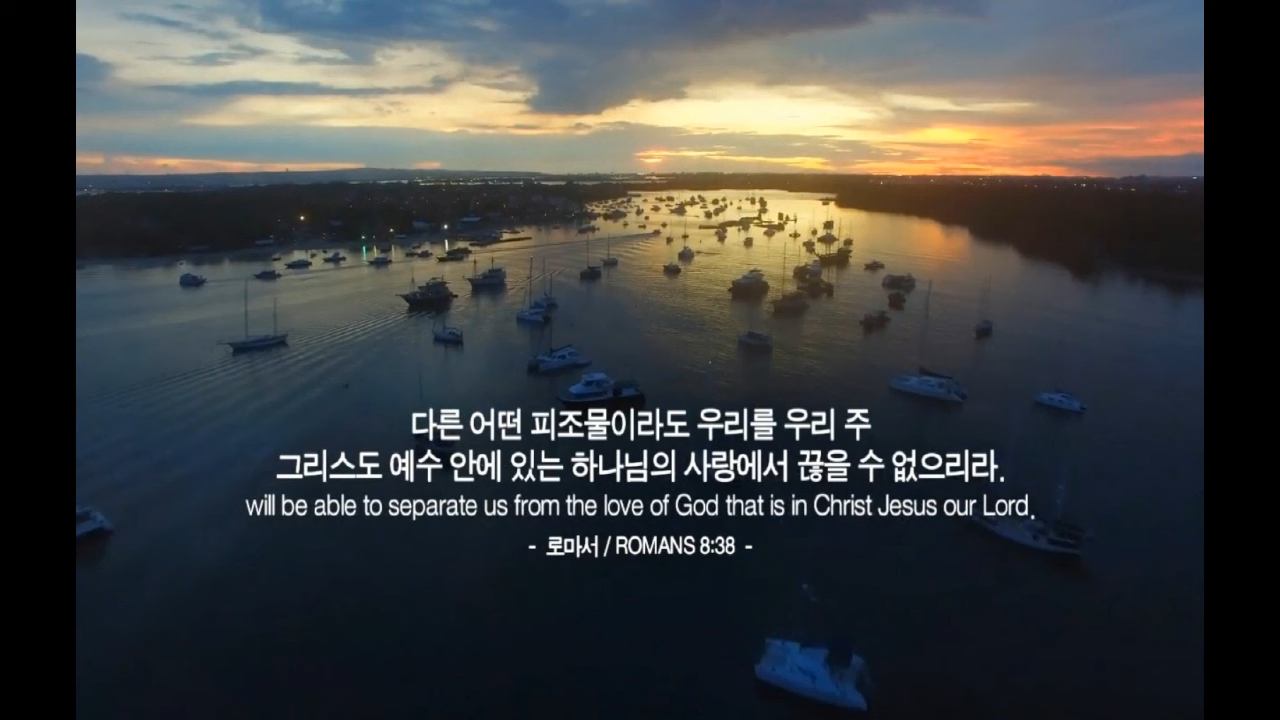 다른 어떤 피조물이라도 우리를 우리 주
그리스도 예수 안에 있는 하나님의 사랑에서 끊을 수 없으리라.
will be able to separate us from the love of God that is in Christ Jesus our Lord.
- 로마서 / ROMANS 8:38 -